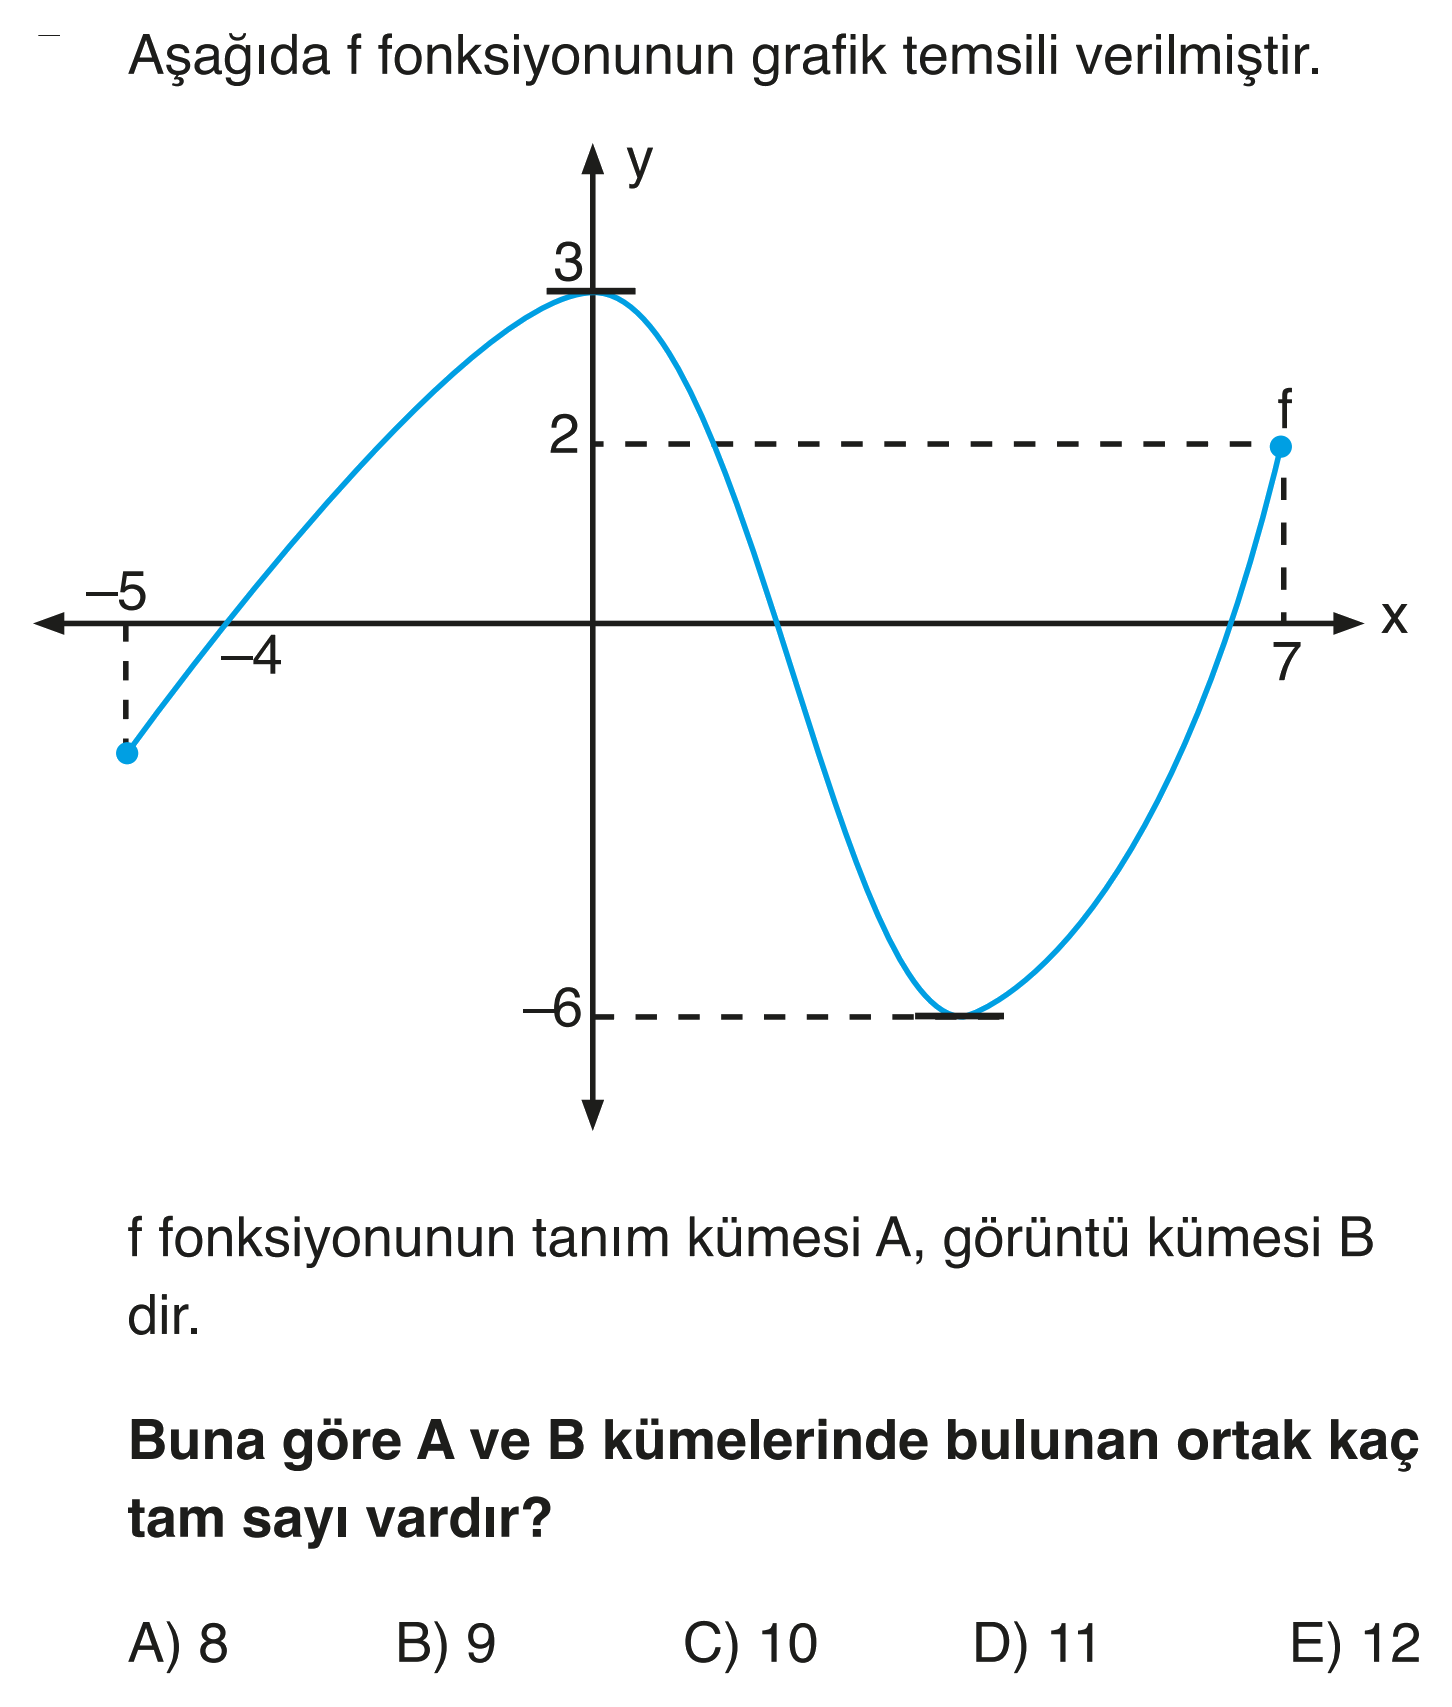 Aşağıda f fonksiyonunun grafik temsili verilmiştir.
y
3
2
f
–5
–4
x
7
–6
f fonksiyonunun tanım kümesi A, görüntü kümesi B
dir.
Buna göre A ve B kümelerinde bulunan ortak kaç
tam sayı vardır?
A) 8 B) 9 C) 10 D) 11 E) 12